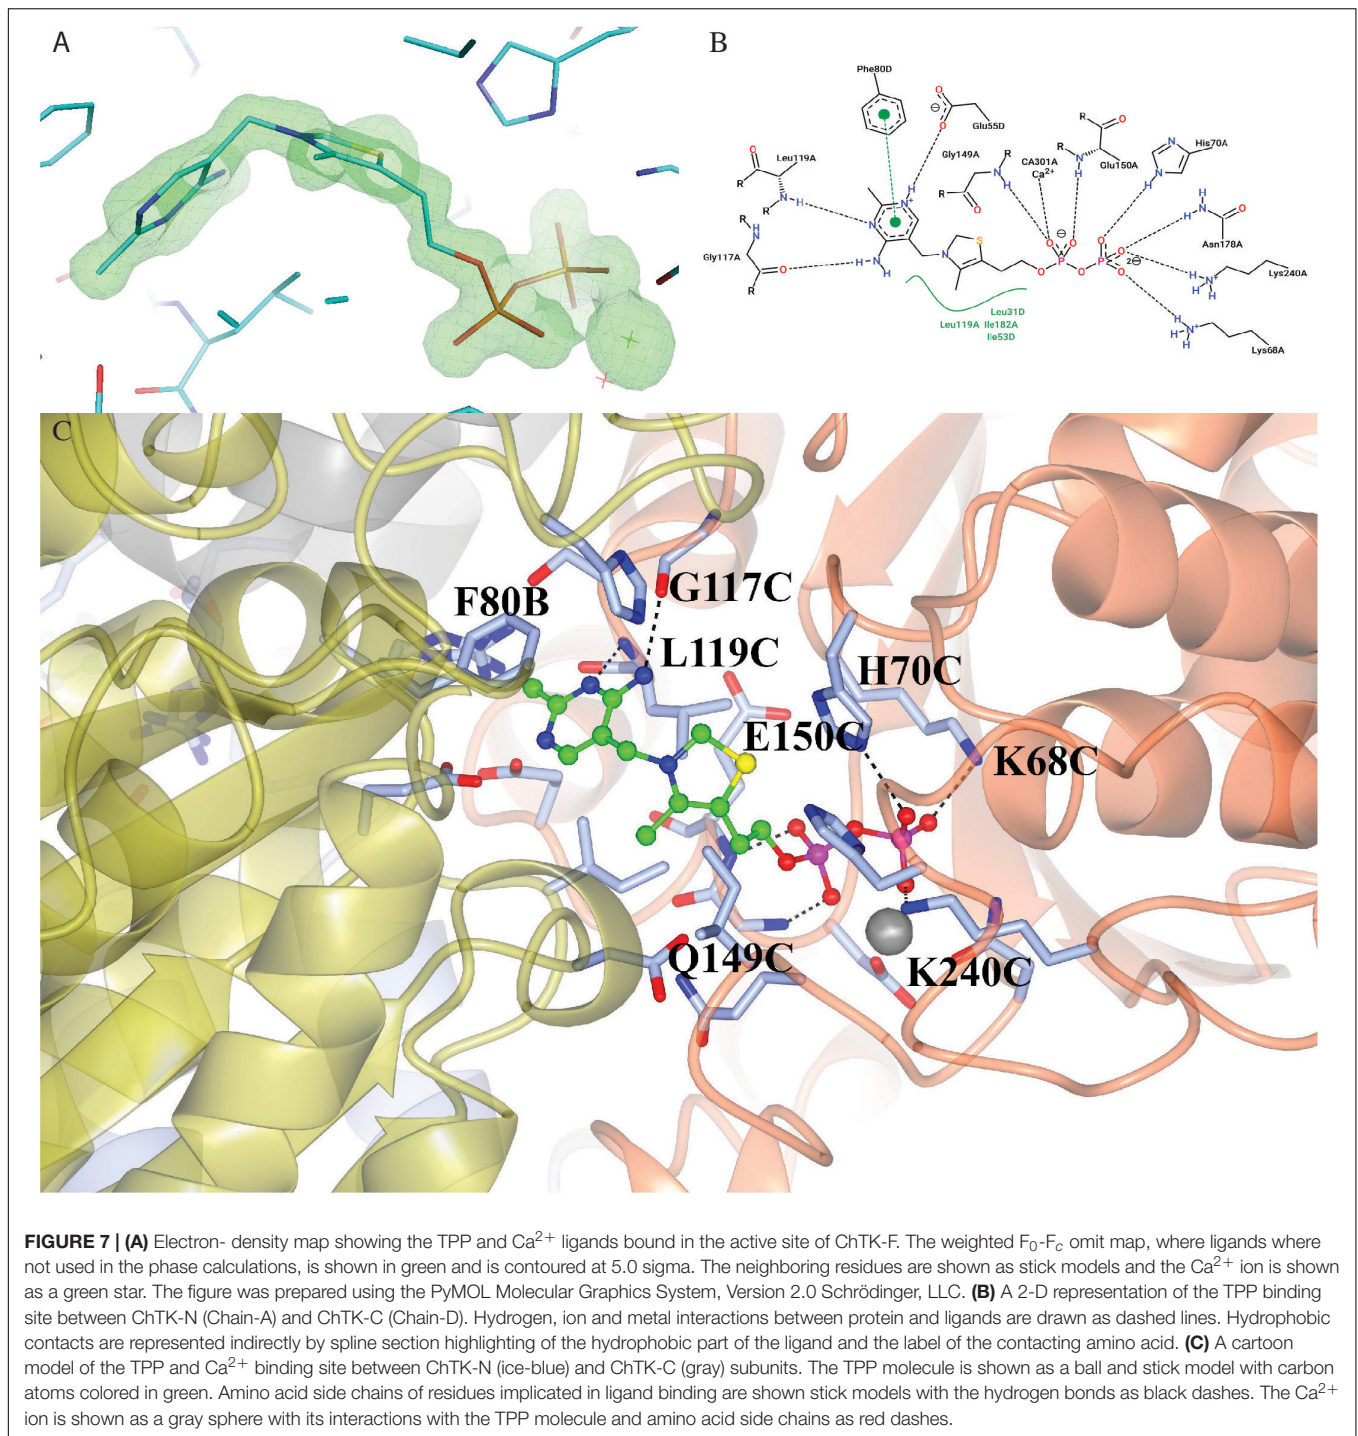 A
B
Phe80D
Glu55D
Leu119A
Gly149A
CA301A
Ca2+
Glu150A
His70A
Gly117A
Asn178A
Lys240A
Lys68A
Leu31D
Leu119A Ile182A
Ile53D
C
F80B
G117C
L119C
H70C
E150C
K68C
Q149C
K240C
FIGURE 7 | (A) Electron- density map showing the TPP and Ca2+ ligands bound in the active site of ChTK-F. The weighted F0-Fc omit map, where ligands where
not used in the phase calculations, is shown in green and is contoured at 5.0 sigma. The neighboring residues are shown as stick models and the Ca2+ ion is shown
as a green star. The figure was prepared using the PyMOL Molecular Graphics System, Version 2.0 Schrödinger, LLC. (B) A 2-D representation of the TPP binding
site between ChTK-N (Chain-A) and ChTK-C (Chain-D). Hydrogen, ion and metal interactions between protein and ligands are drawn as dashed lines. Hydrophobic
contacts are represented indirectly by spline section highlighting of the hydrophobic part of the ligand and the label of the contacting amino acid. (C) A cartoon
model of the TPP and Ca2+ binding site between ChTK-N (ice-blue) and ChTK-C (gray) subunits. The TPP molecule is shown as a ball and stick model with carbon
atoms colored in green. Amino acid side chains of residues implicated in ligand binding are shown stick models with the hydrogen bonds as black dashes. The Ca2+
ion is shown as a gray sphere with its interactions with the TPP molecule and amino acid side chains as red dashes.